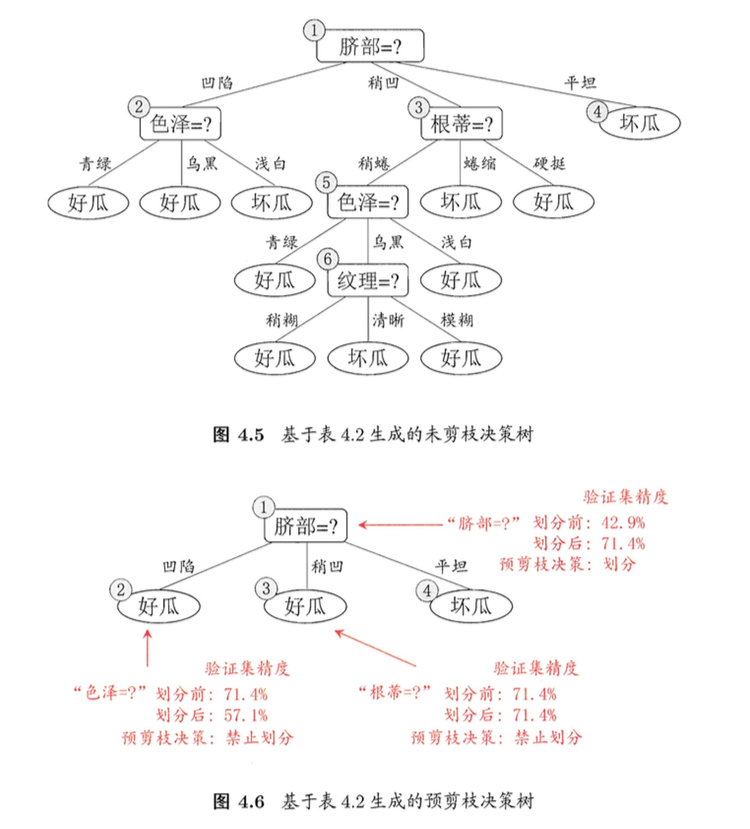 ① 脐部=?
凹陷 稍凹 平坦
② 色泽=? ③ 根蒂=? ④ 坏瓜
青绿 乌黑 浅白 稍蜷 蜷缩 硬挺
好瓜 好瓜 坏瓜 ⑤ 色泽=? 坏瓜 好瓜
青绿 乌黑 浅白
好瓜 ⑥ 纹理=? 好瓜
稍糊 清晰 模糊
好瓜 坏瓜 好瓜
图 4.5 基于表 4.2 生成的未剪枝决策树
验证集精度
① 脐部=? “脐部=?” 划分前: 42.9%
划分后: 71.4%
预剪枝决策: 划分
凹陷 稍凹 平坦
② 好瓜 ③ 好瓜 ④ 坏瓜
验证集精度
“色泽=?” 划分前: 71.4%
划分后: 57.1%
预剪枝决策: 禁止划分
验证集精度
“根蒂=?” 划分前: 71.4%
划分后: 71.4%
预剪枝决策: 禁止划分
图 4.6 基于表 4.2 生成的预剪枝决策树